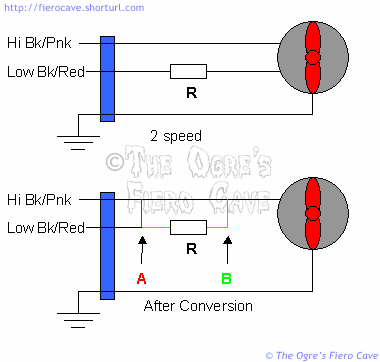 http://fierocave.shorturl.com
Hi Bk/Pnk
Low Bk/Red
R
2 speed
©The Ogre's
Fiero Cave
Hi Bk/Pnk
Low Bk/Red
R
A B
After Conversion
© The Ogre's Fiero Cave